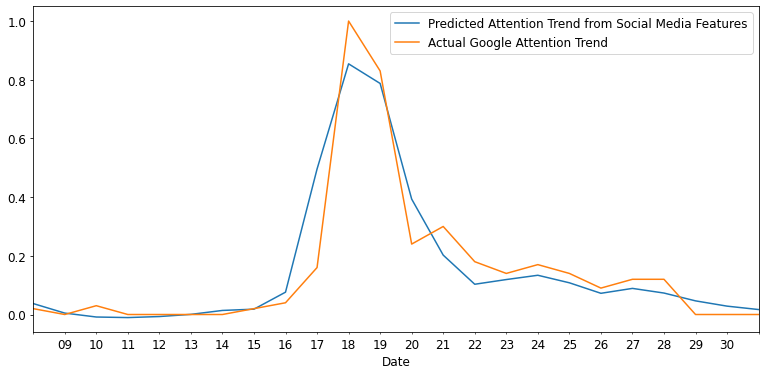 1.0
0.8
0.6
0.4
0.2
0.0
Predicted Attention Trend from Social Media Features
Actual Google Attention Trend
09 10 11 12 13 14 15 16 17 18 19 20 21 22 23 24 25 26 27 28 29 30
Date